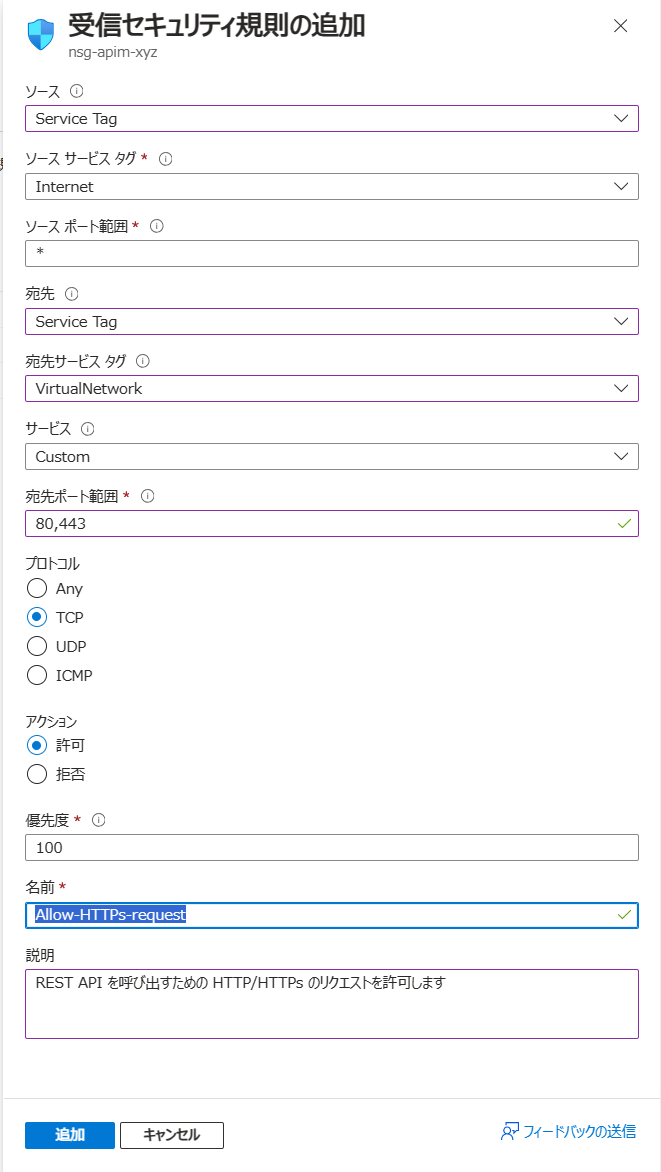 受信セキュリティ規則の追加
nsg-apim-xyz
ソース
Service Tag
ソース サービス タグ *
Internet
ソース ポート範囲 *
*
宛先
Service Tag
宛先サービス タグ
VirtualNetwork
サービス
Custom
宛先ポート範囲 *
80,443
プロトコル
Any
TCP
UDP
ICMP
アクション
許可
拒否
優先度 *
100
名前 *
Allow-HTTPs-request
説明
REST API を呼び出すための HTTP/HTTPs のリクエストを許可します
追加 キャンセル フィードバックの送信